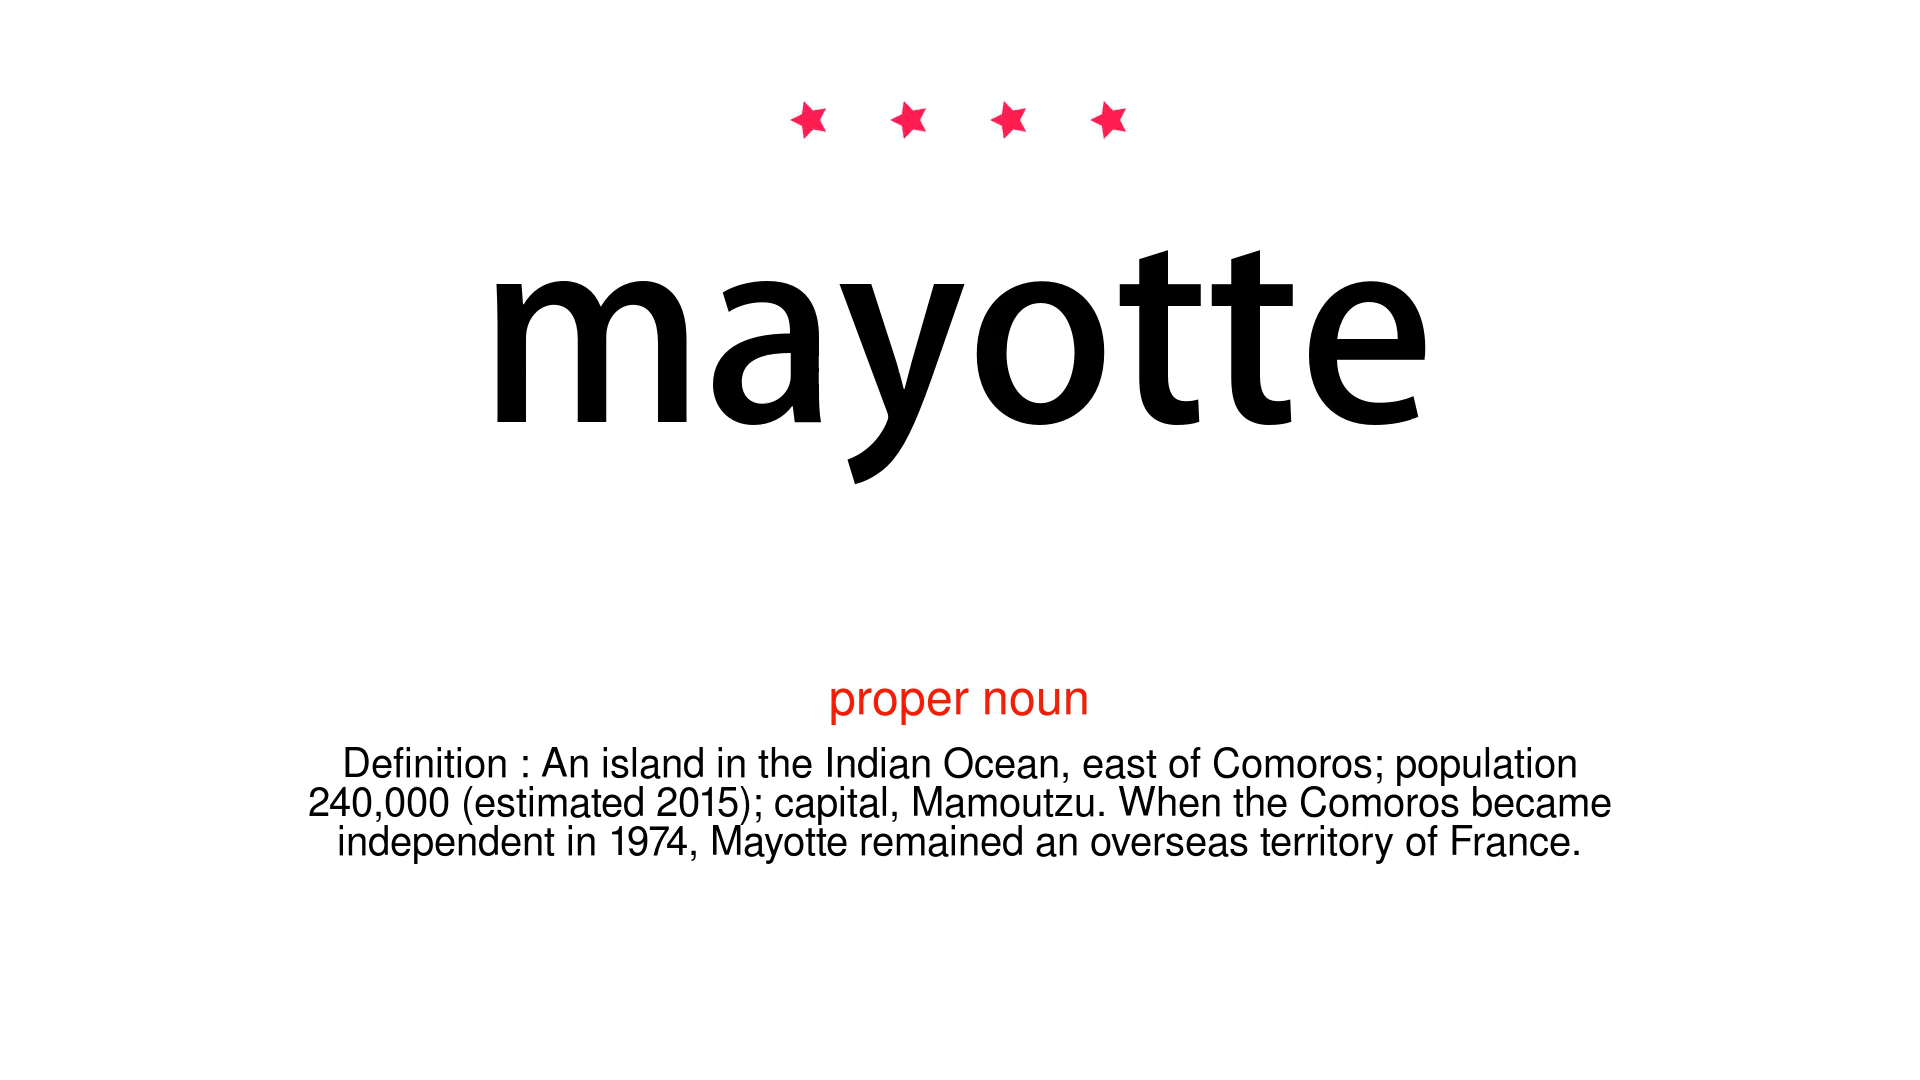 mayotte
proper noun
Definition : An island in the Indian Ocean, east of Comoros; population
240,000 (estimated 2015); capital, Mamoutzu. When the Comoros became
independent in 1974, Mayotte remained an overseas territory of France.